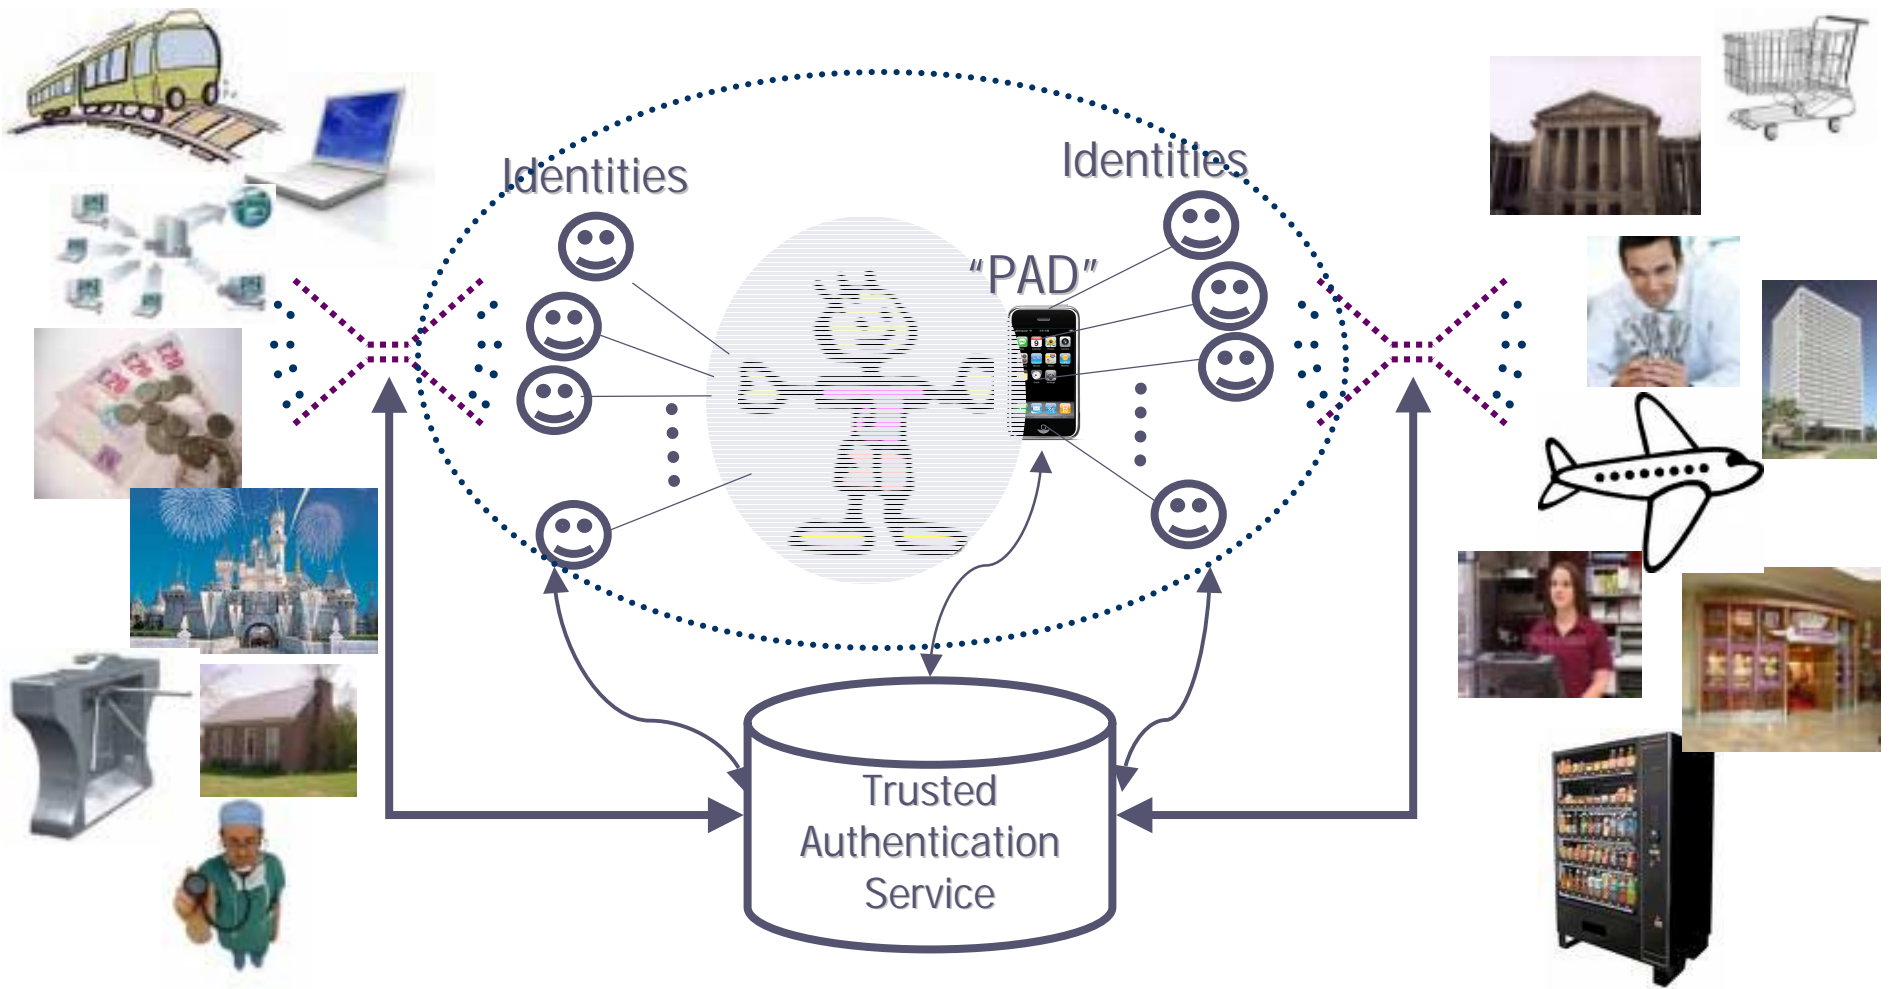 Identities
Identities
“PAD”
Trusted
Authentication
Service